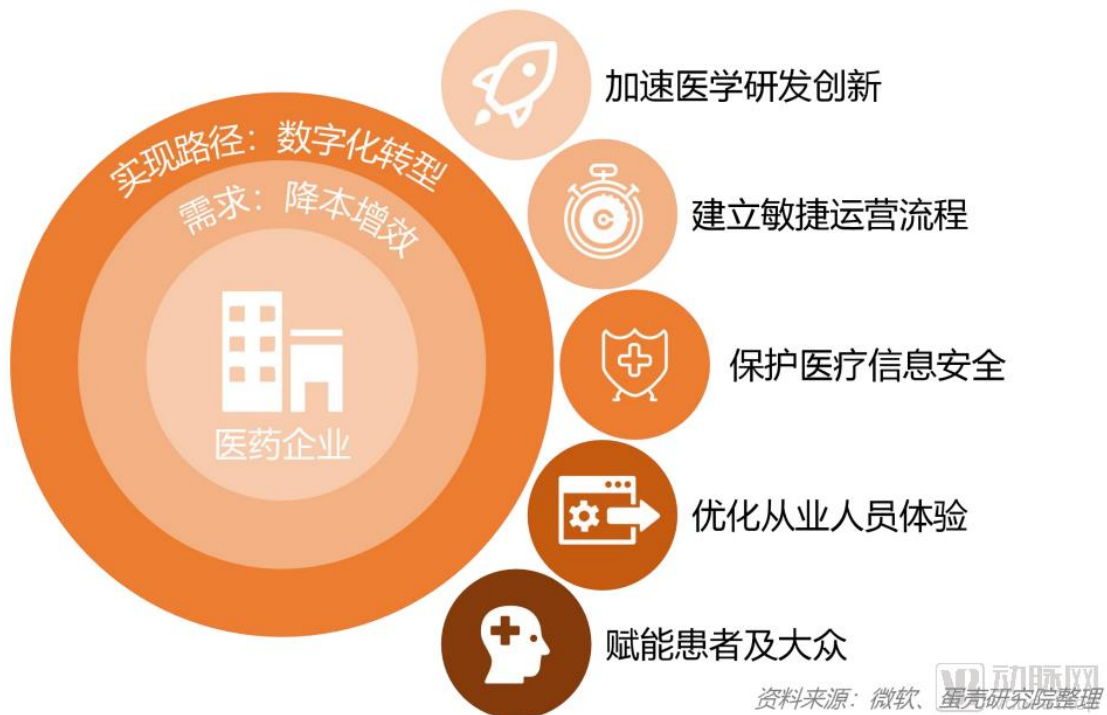 加速医学研发创新
实现路径：数字化转型
需求：降本增效
建立敏捷运营流程
保护医疗信息安全
医药企业
优化从业人员体验
赋能患者及大众
动脉网
资料来源：微软、蛋壳研究院整理